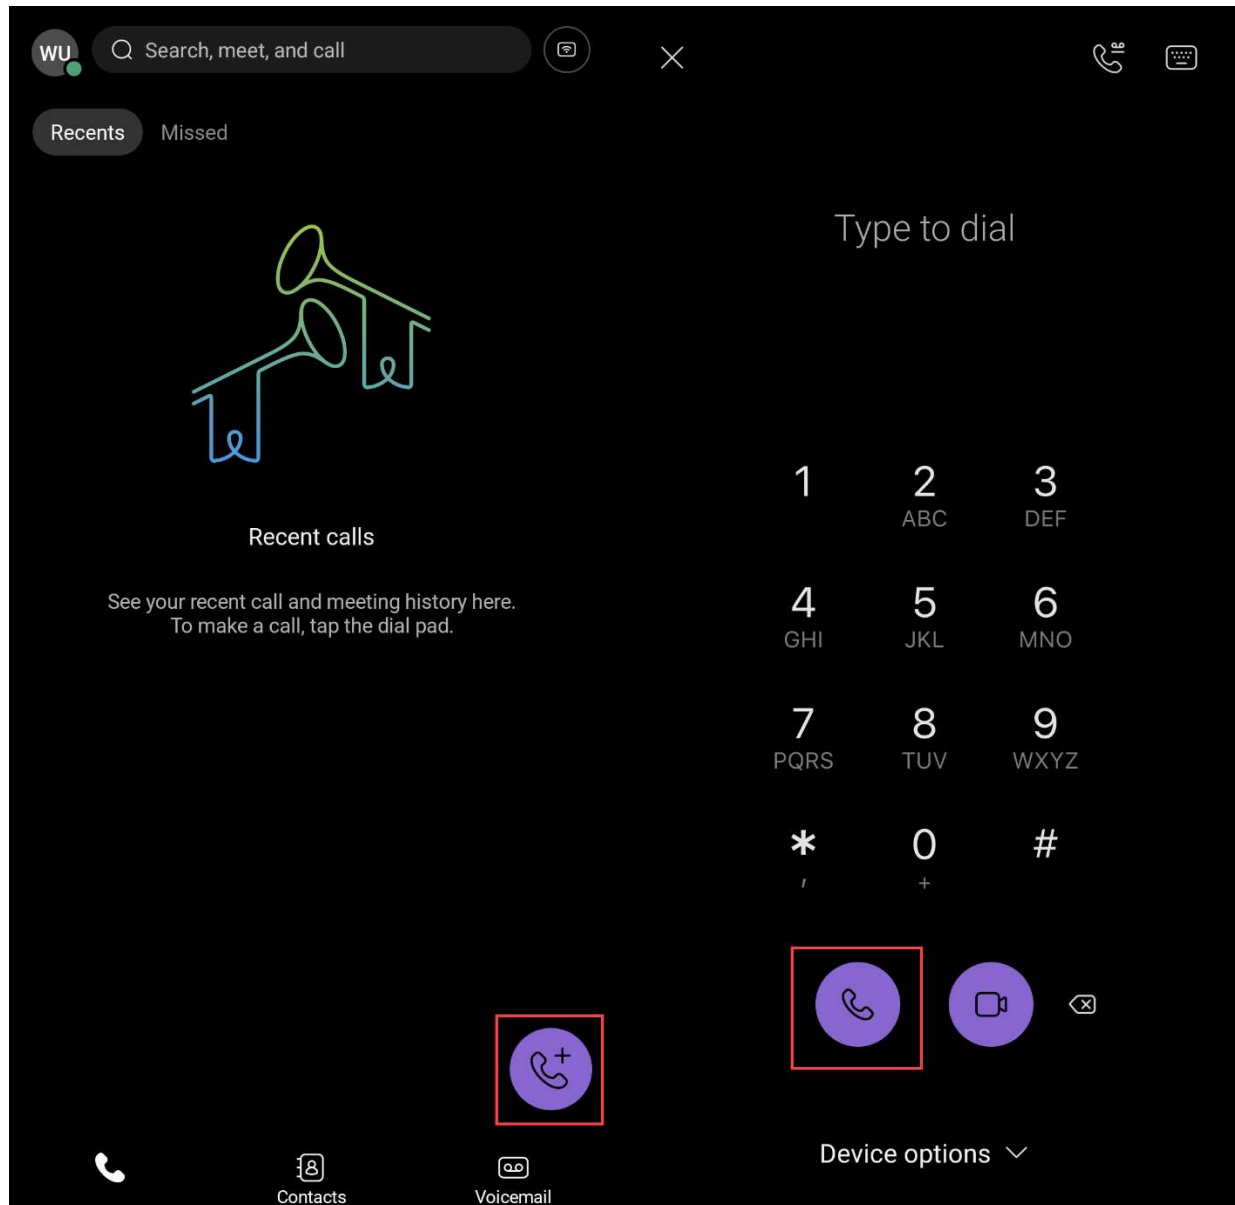 WU
Search, meet, and call
Recents Missed
Recent calls
See your recent call and meeting history here.
To make a call, tap the dial pad.
Contacts
Voicemail
Type to dial
1 2 3
ABC DEF
4 5 6
GHI JKL MNO
7 8 9
PQRS TUV WXYZ
* 0 #
, +
Device options